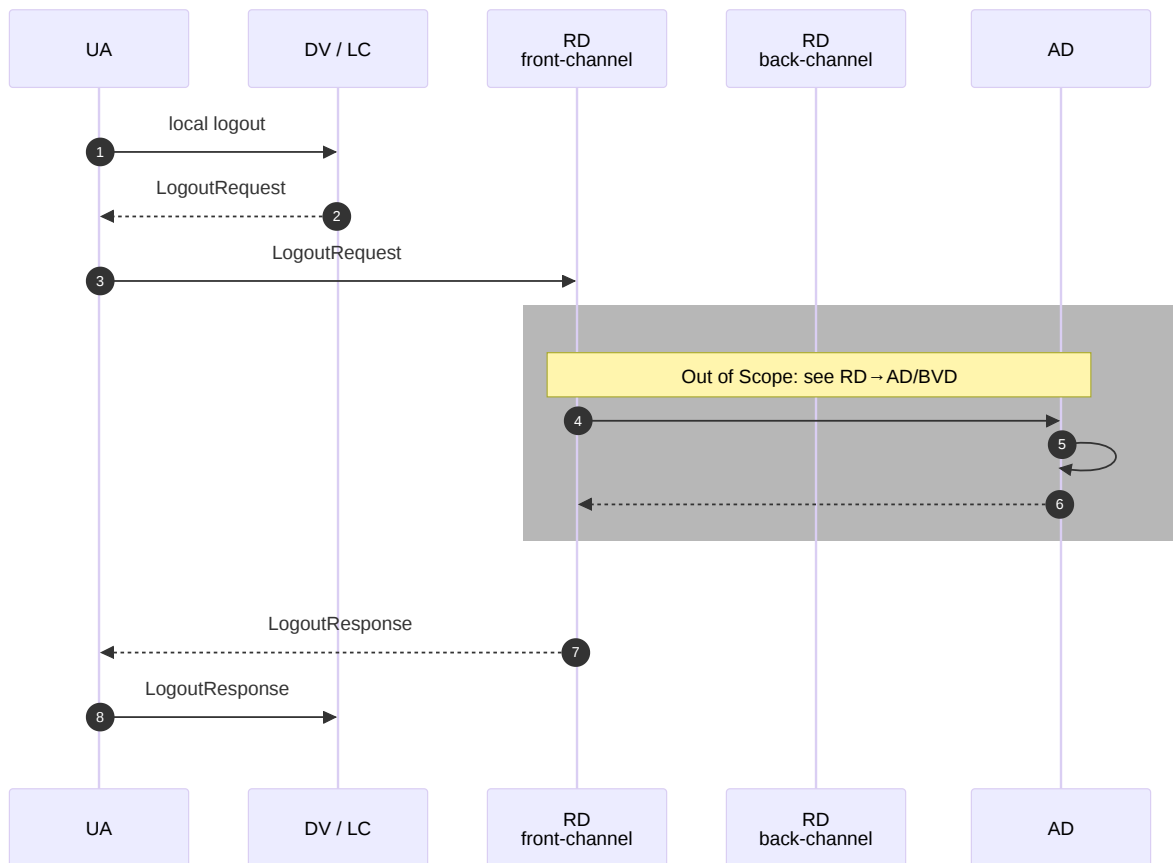 UA
DV / LC
RD
front-channel
RD
back-channel
AD
local logout
1
LogoutRequest
2
LogoutRequest
3
Out of Scope: see RD→AD/BVD
4
5
6
LogoutResponse
7
LogoutResponse
8
UA
DV / LC
RD
front-channel
RD
back-channel
AD